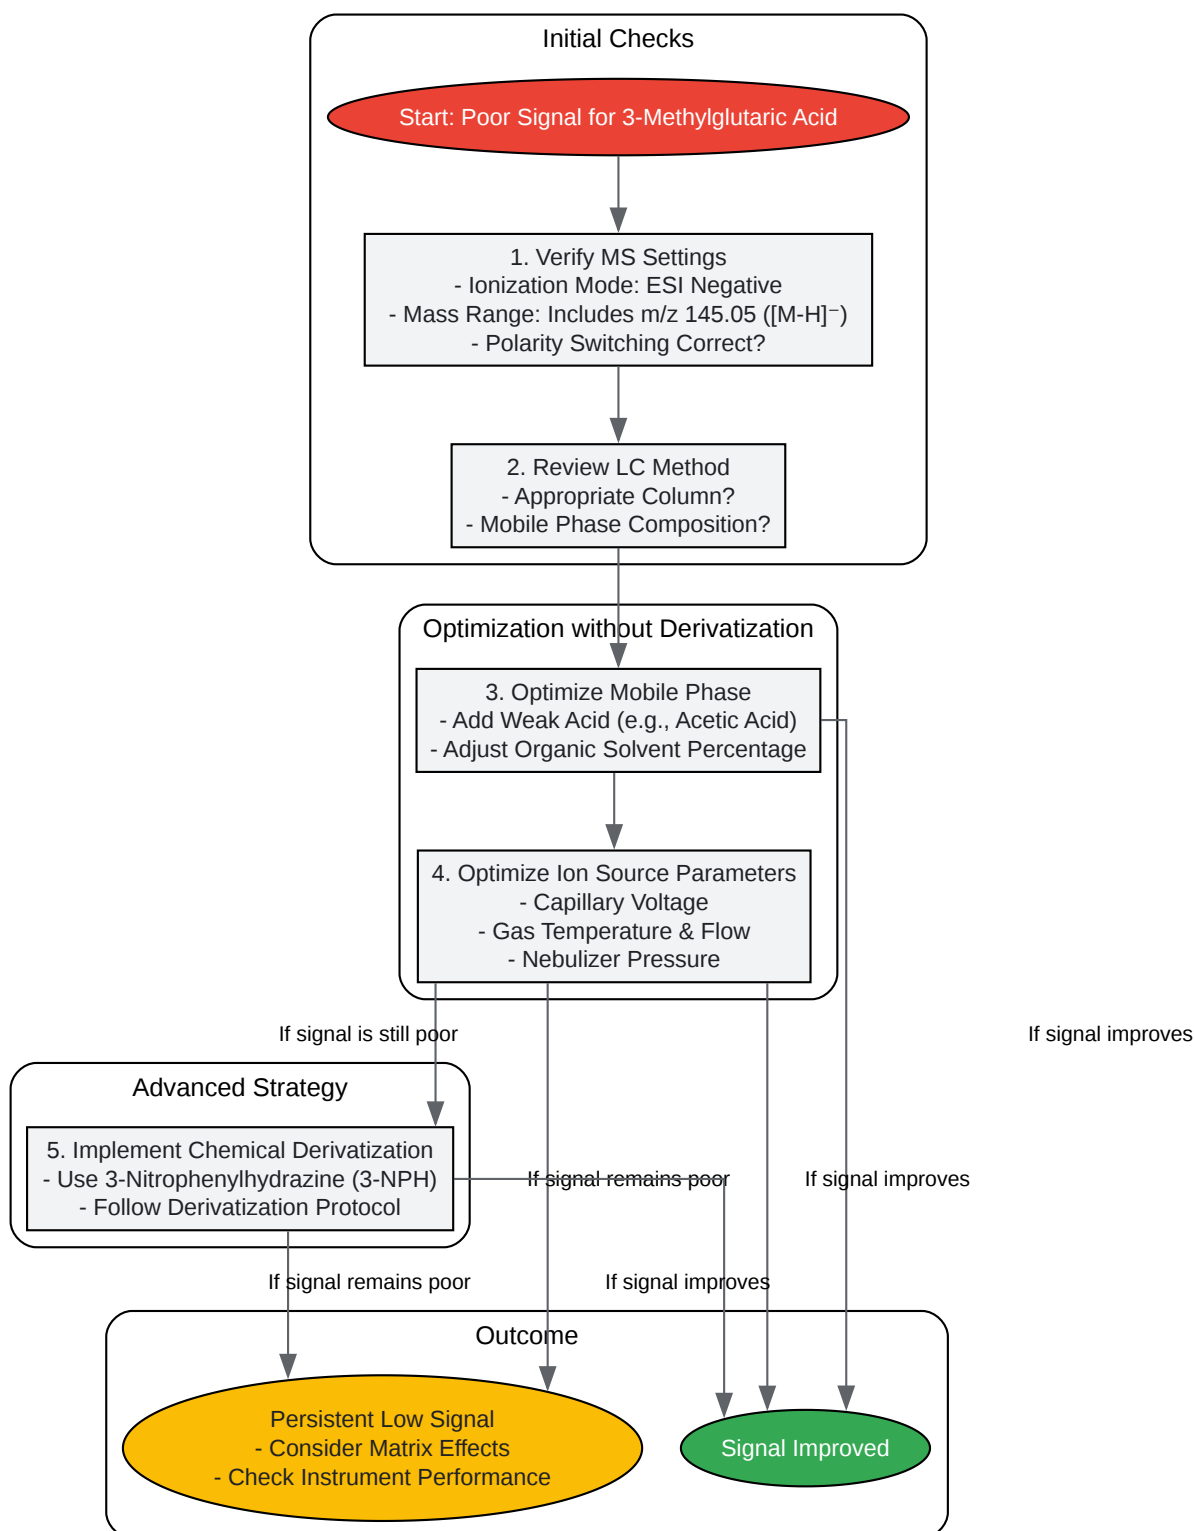 Initial Checks
Start: Poor Signal for 3-Methylglutaric Acid
1. Verify MS Settings
- Ionization Mode: ESI Negative
- Mass Range: Includes m/z 145.05 ([M-H]⁻)
- Polarity Switching Correct?
2. Review LC Method
- Appropriate Column?
- Mobile Phase Composition?
Optimization without Derivatization
3. Optimize Mobile Phase
- Add Weak Acid (e.g., Acetic Acid)
- Adjust Organic Solvent Percentage
4. Optimize Ion Source Parameters
- Capillary Voltage
- Gas Temperature & Flow
- Nebulizer Pressure
If signal is still poor
If signal improves
Advanced Strategy
5. Implement Chemical Derivatization
- Use 3-Nitrophenylhydrazine (3-NPH)
- Follow Derivatization Protocol
If signal remains poor
If signal improves
If signal remains poor
If signal improves
Outcome
Persistent Low Signal
- Consider Matrix Effects
- Check Instrument Performance
Signal Improved